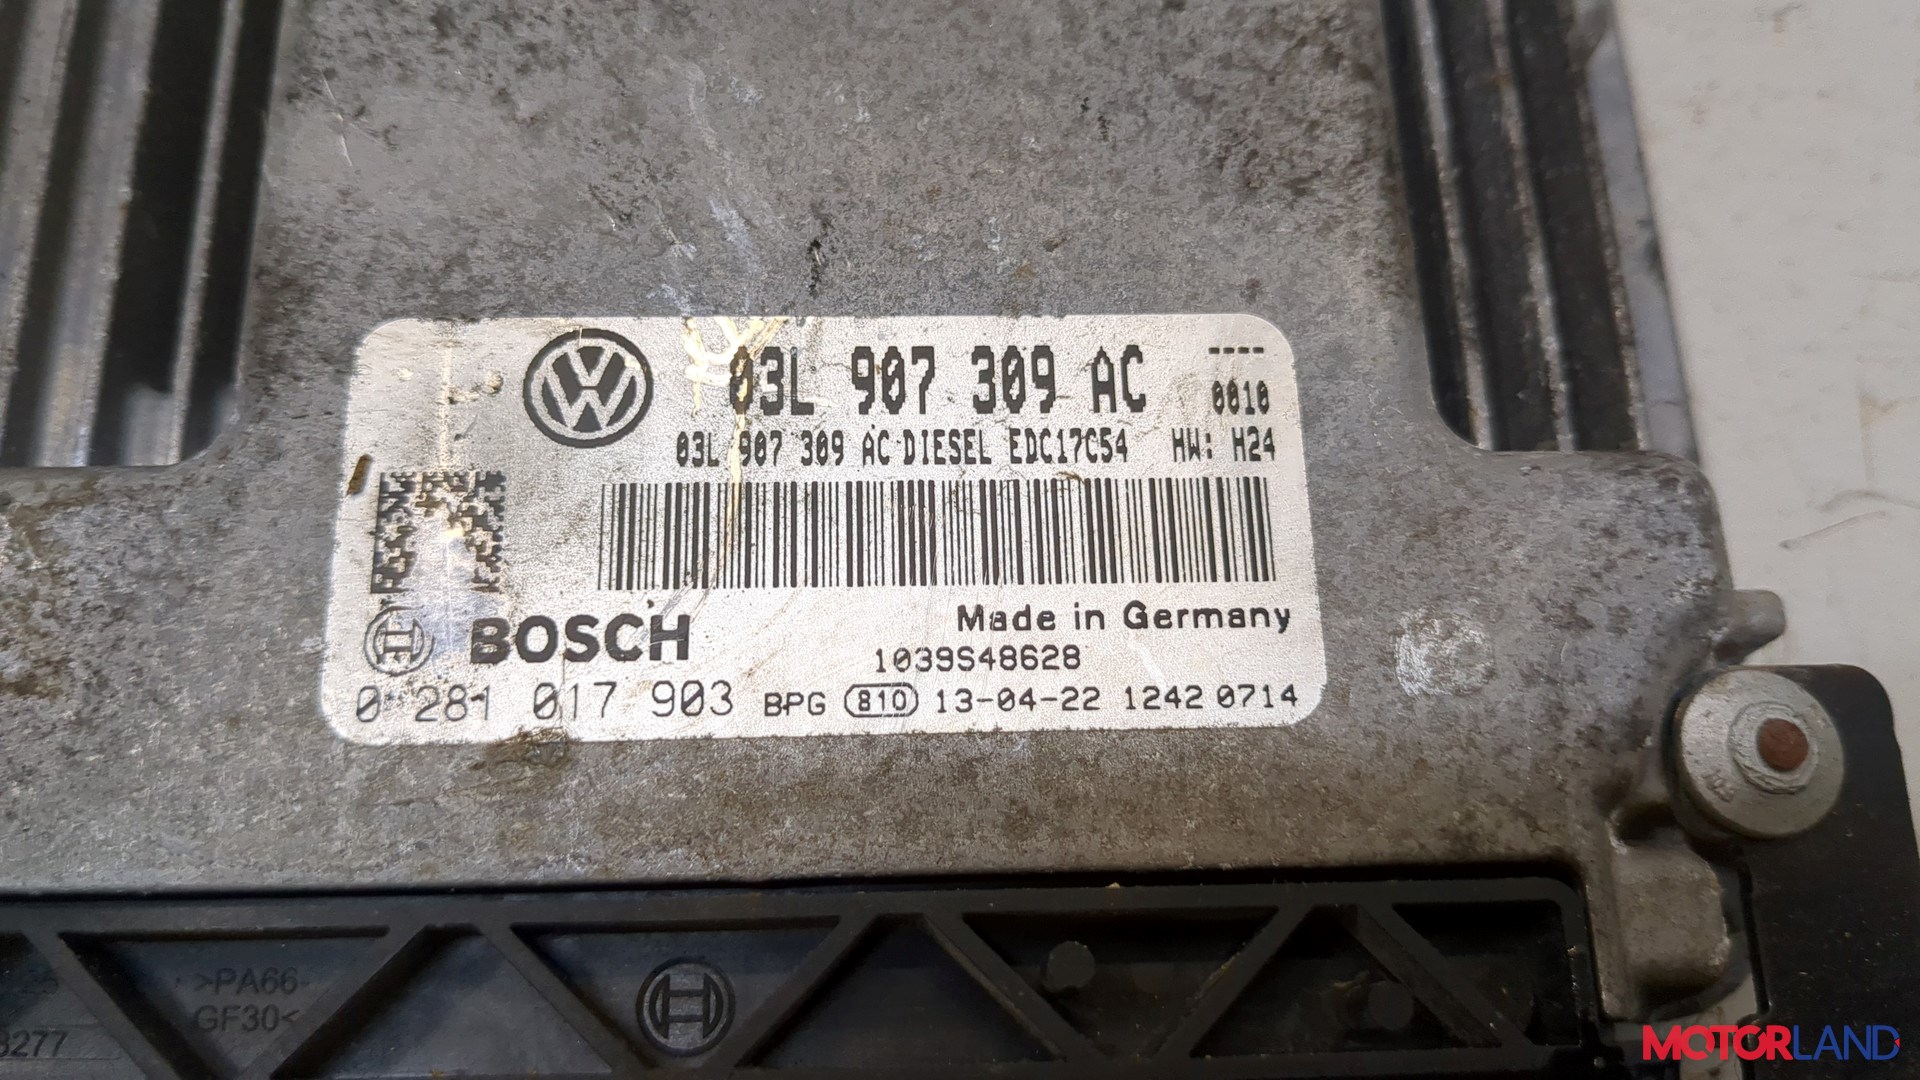 03L 907 309 AC ----
0010
03L 907 309 AC DIESEL EDC17C54 HW: H24
BOSCH
Made in Germany
1039S48628
0 281 017 903 BPG 810 13-04-22 1242 0714
>PA66-
GF30<
3277
MOTORLAND